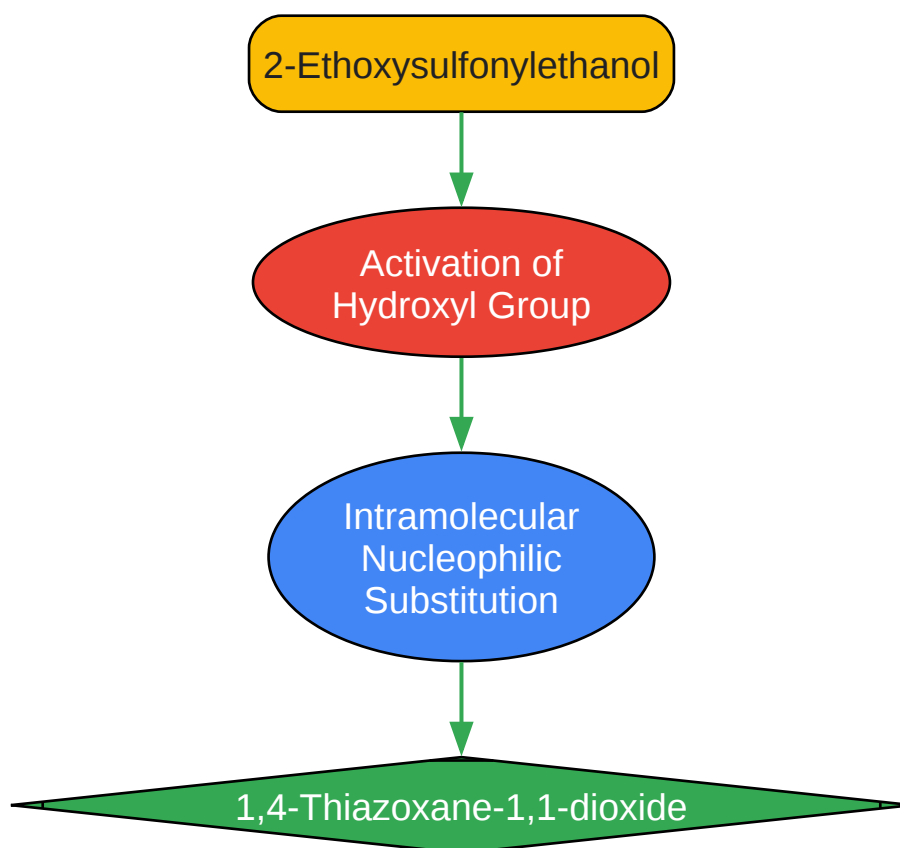 2-Ethoxysulfonylethanol
Activation of
Hydroxyl Group
Intramolecular
Nucleophilic
Substitution
1,4-Thiazoxane-1,1-dioxide